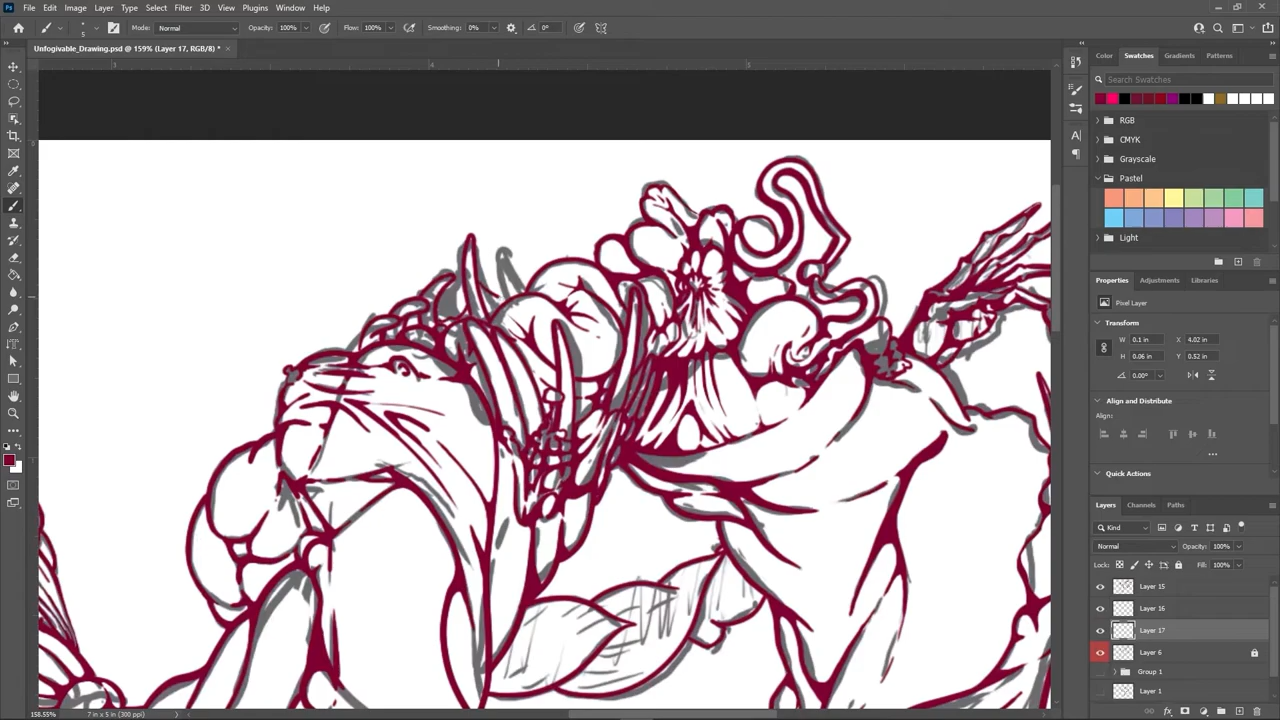 Ps File Edit Image Layer Type Select Filter 3D View Plugins Window Help
5 Mode: Normal Opacity: 100% Flow: 100% Smoothing: 0% 0°
Unfogivable_Drawing.psd @ 159% (Layer 17, RGB/8) *
Color Swatches Gradients Patterns
Search Swatches
RGB
CMYK
Grayscale
Pastel
Light
Properties Adjustments Libraries
Pixel Layer
Transform
W 0.1 in X 4.02 in
H 0.06 in Y 0.52 in
0.00°
Align and Distribute
Align:
Quick Actions
Layers Channels Paths
Kind
Normal Opacity: 100%
Lock: Fill: 100%
Layer 15
Layer 16
Layer 17
Layer 6
Group 1
Layer 1
158.55% 7 in x 5 in (300 ppi)